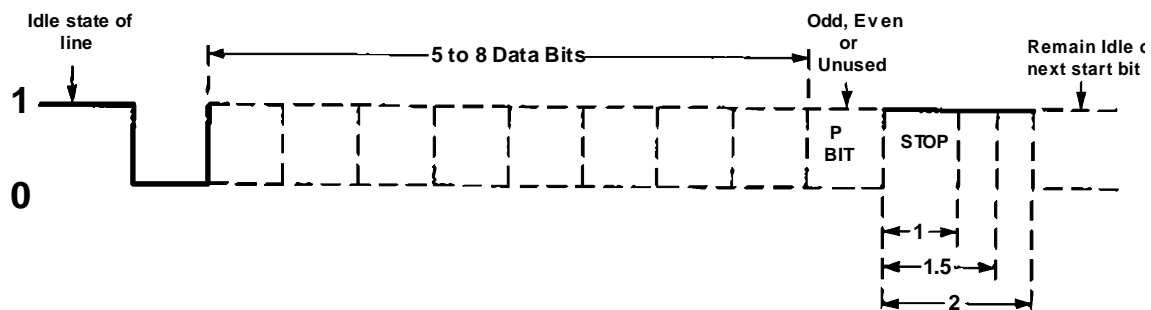 Idle state of
line
5 to 8 Data Bits
Odd, Even
or
Unused
Remain Idle
next start bit
1
0
P
BIT
STOP
1
1.5
2